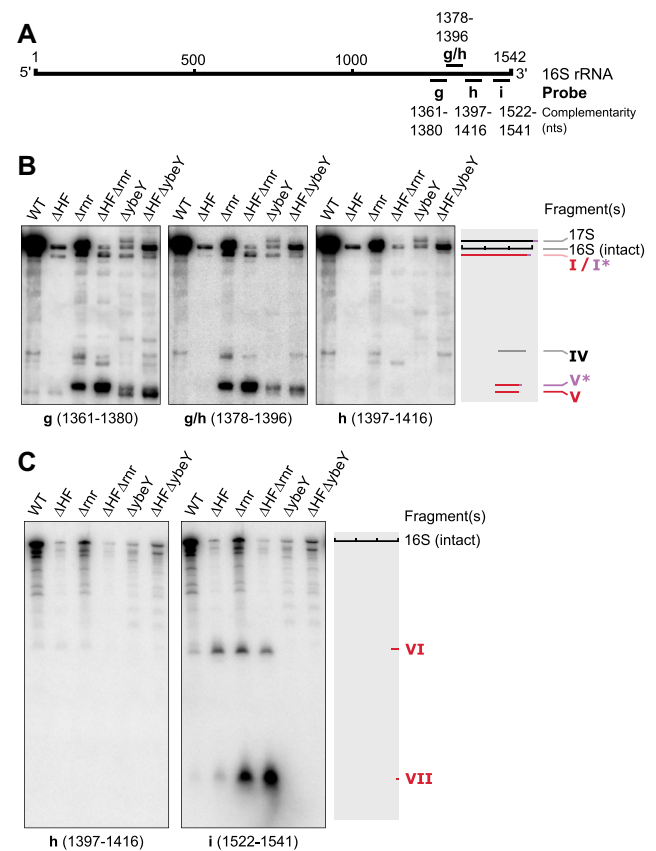 A
1378-
1396
g/h
1
500
1000
1542
5'
3'
16S rRNA
g
h
i
Probe
1361-
1397-
1522-
Complementarity
1380
1416
1541
(nts)
B
WT
ΔHF
Δrnr
ΔHFΔrnr
ΔybeY
ΔHFΔybeY
WT
ΔHF
Δrnr
ΔHFΔrnr
ΔybeY
ΔHFΔybeY
WT
ΔHF
Δrnr
ΔHFΔrnr
ΔybeY
ΔHFΔybeY
Fragment(s)
17S
16S (intact)
I / I*
IV
V*
V
g (1361-1380)
g/h (1378-1396)
h (1397-1416)
C
WT
ΔHF
Δrnr
ΔHFΔrnr
ΔybeY
ΔHFΔybeY
WT
ΔHF
Δrnr
ΔHFΔrnr
ΔybeY
ΔHFΔybeY
Fragment(s)
16S (intact)
VI
VII
h (1397-1416)
i (1522-1541)